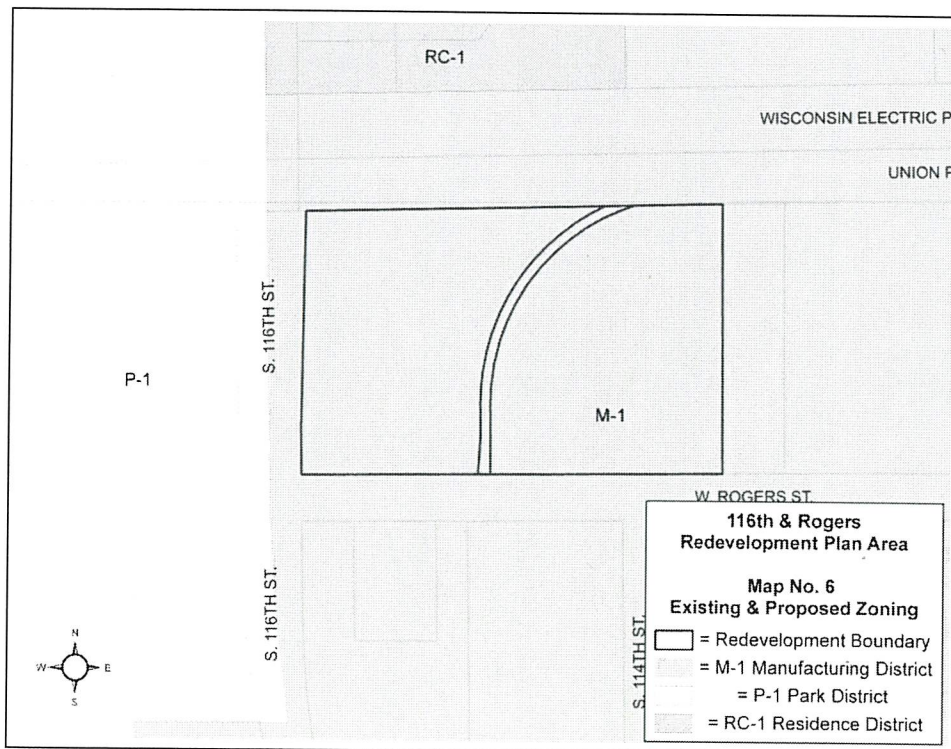 RC-1
WISCONSIN ELECTRIC P
UNION P
S. 116TH ST.
P-1
M-1
W. ROGERS ST.
S. 116TH ST.
S. 114TH ST.
N
W E
S
116th & Rogers
Redevelopment Plan Area
Map No. 6
Existing & Proposed Zoning
= Redevelopment Boundary
= M-1 Manufacturing District
= P-1 Park District
= RC-1 Residence District